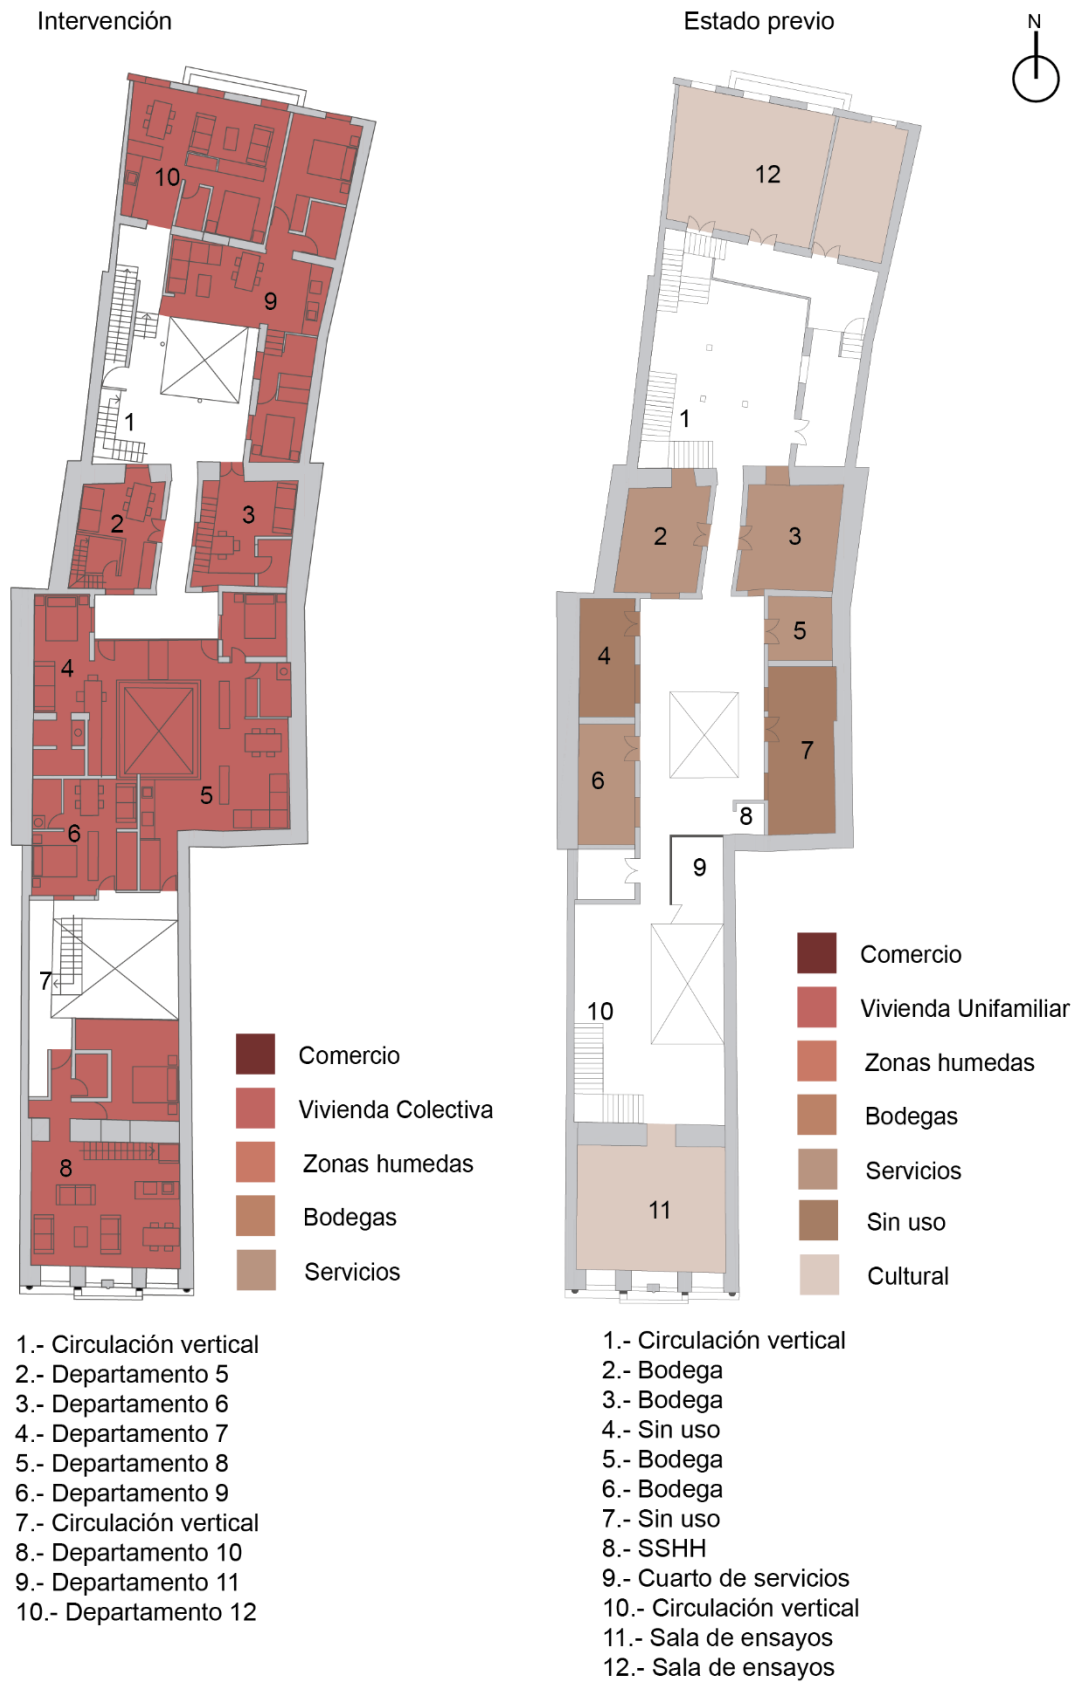 Intervención
Estado previo
N
10
9
1
2
3
4
5
6
7
8
12
1
2
3
4
5
6
7
8
9
10
11
Comercio
Vivienda Colectiva
Zonas humedas
Bodegas
Servicios
Comercio
Vivienda Unifamiliar
Zonas humedas
Bodegas
Servicios
Sin uso
Cultural
1.- Circulación vertical
2.- Departamento 5
3.- Departamento 6
4.- Departamento 7
5.- Departamento 8
6.- Departamento 9
7.- Circulación vertical
8.- Departamento 10
9.- Departamento 11
10.- Departamento 12
1.- Circulación vertical
2.- Bodega
3.- Bodega
4.- Sin uso
5.- Bodega
6.- Bodega
7.- Sin uso
8.- SSHH
9.- Cuarto de servicios
10.- Circulación vertical
11.- Sala de ensayos
12.- Sala de ensayos